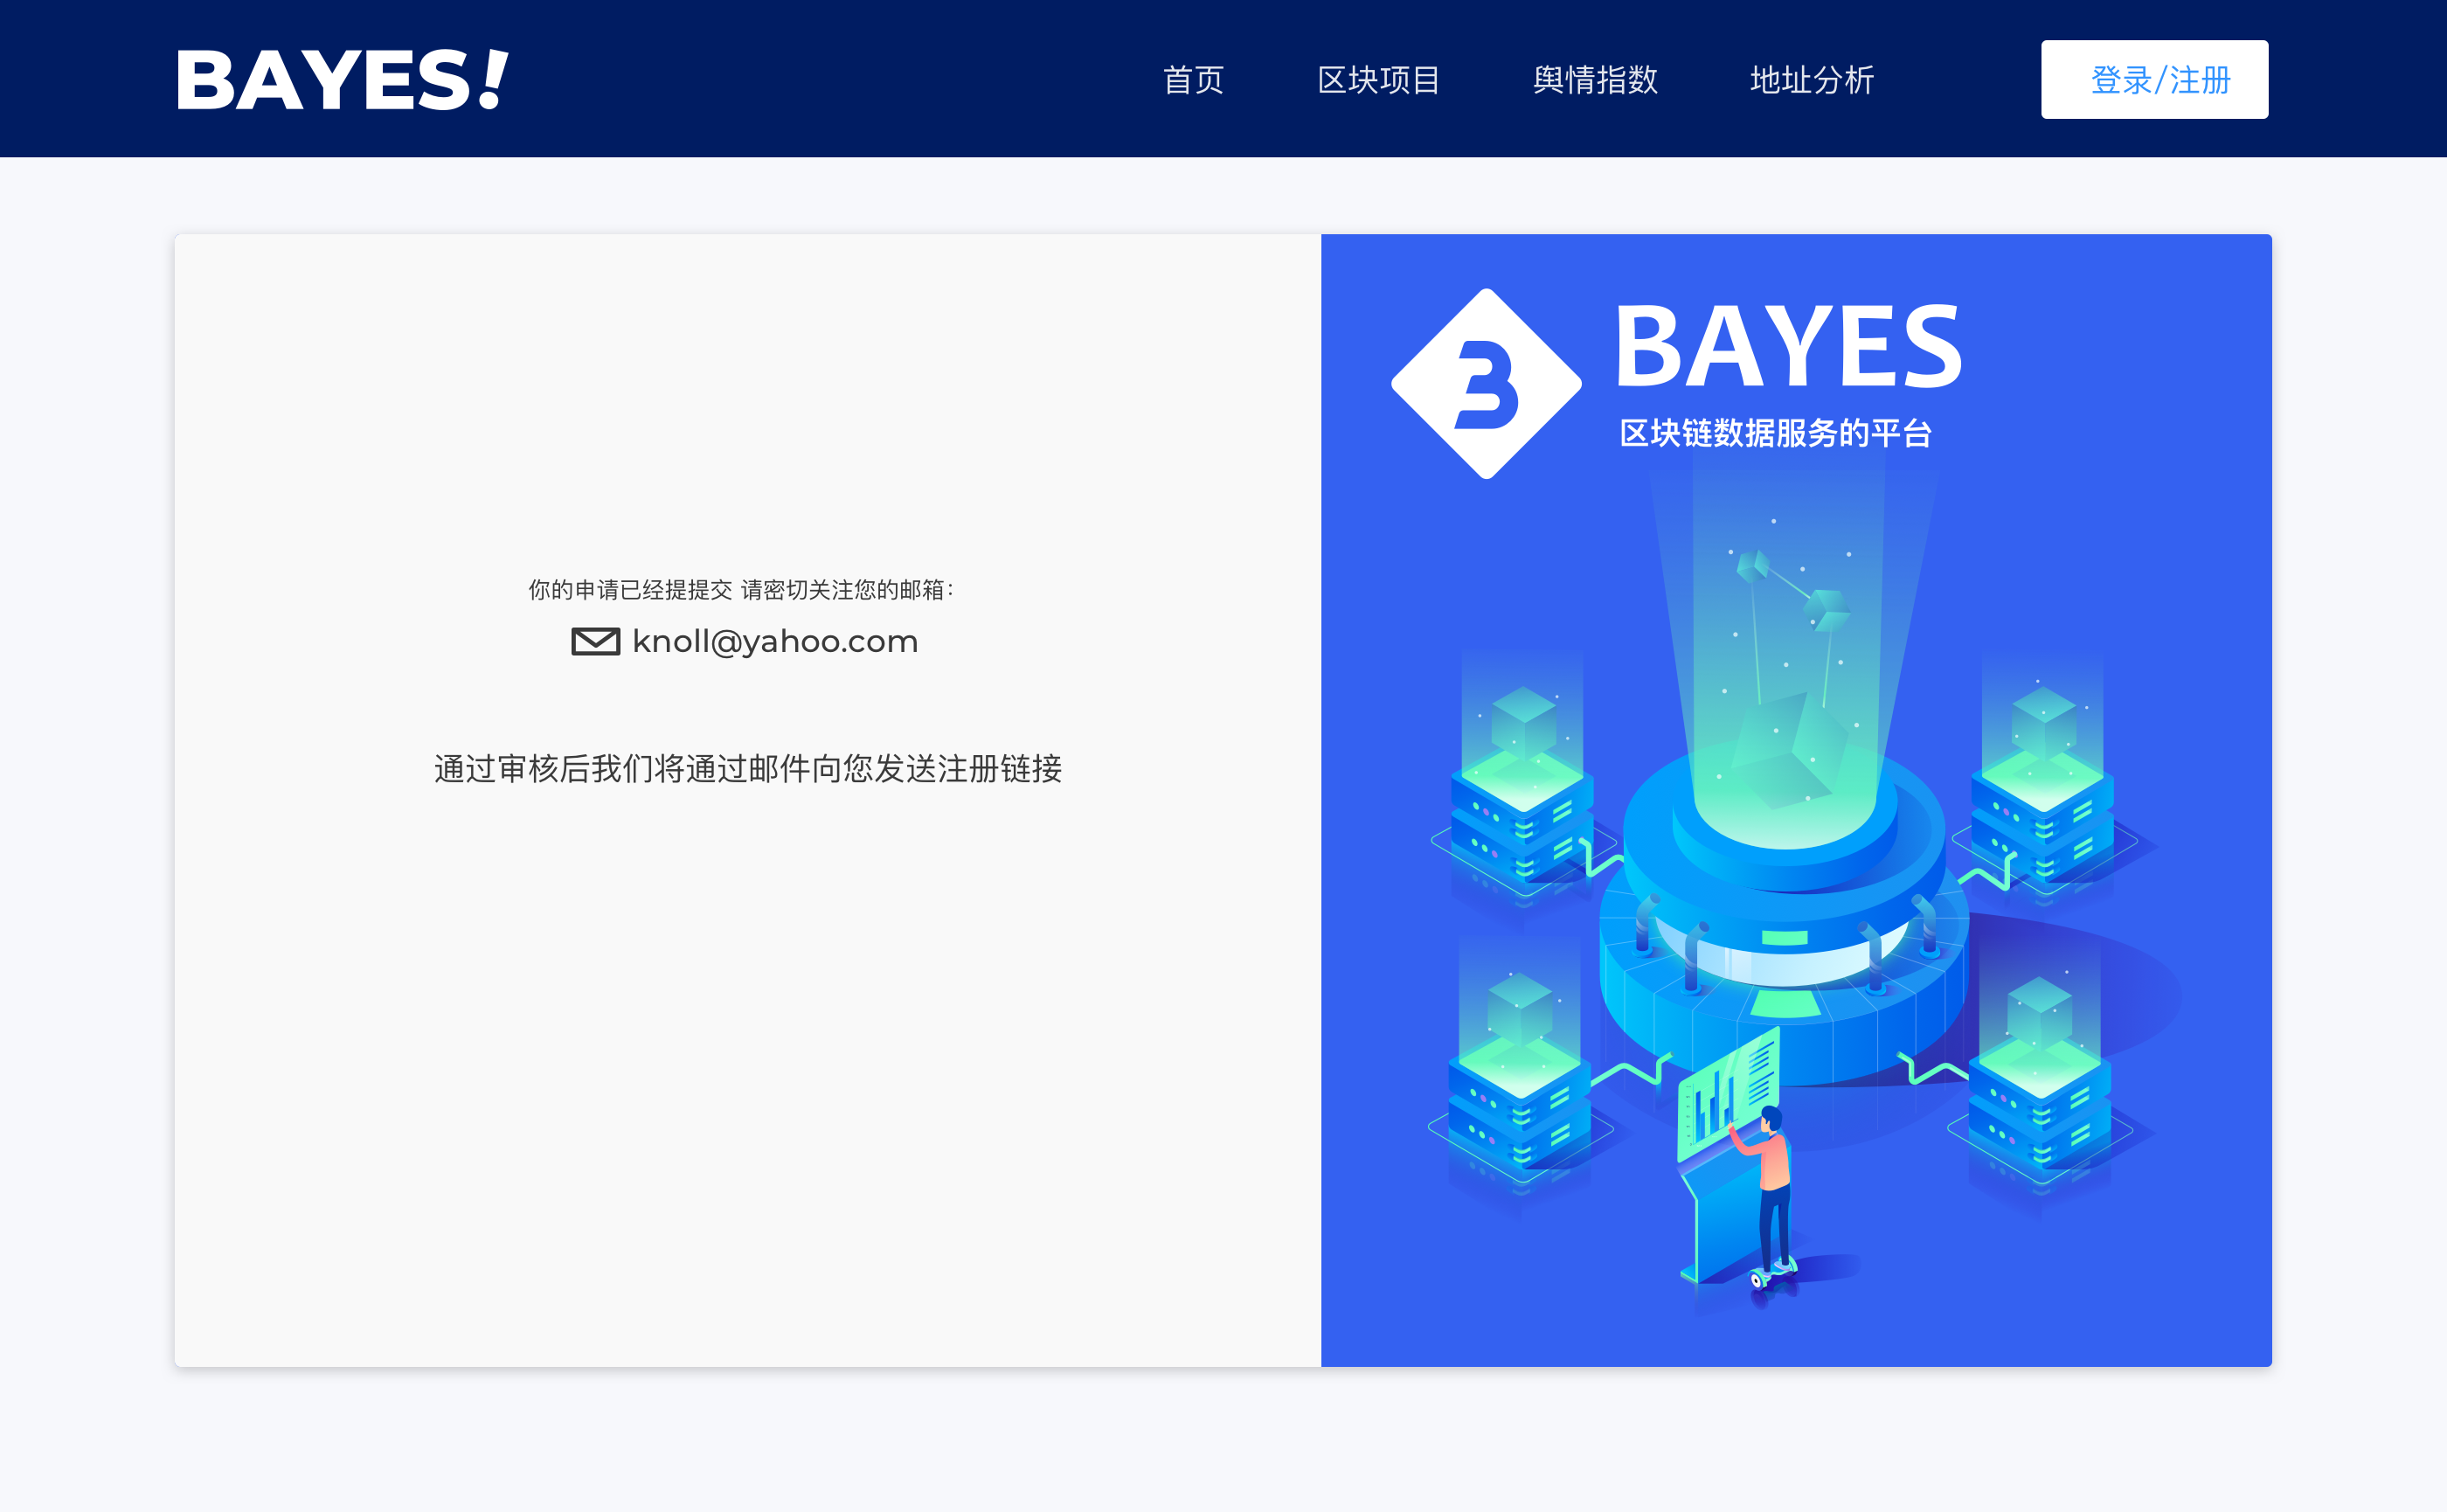 BAYES!
首页 区块项目 舆情指数 地址分析 登录/注册
BAYES
区块链数据服务的平台
你的申请已经提提交 请密切关注您的邮箱：
knoll@yahoo.com
通过审核后我们将通过邮件向您发送注册链接